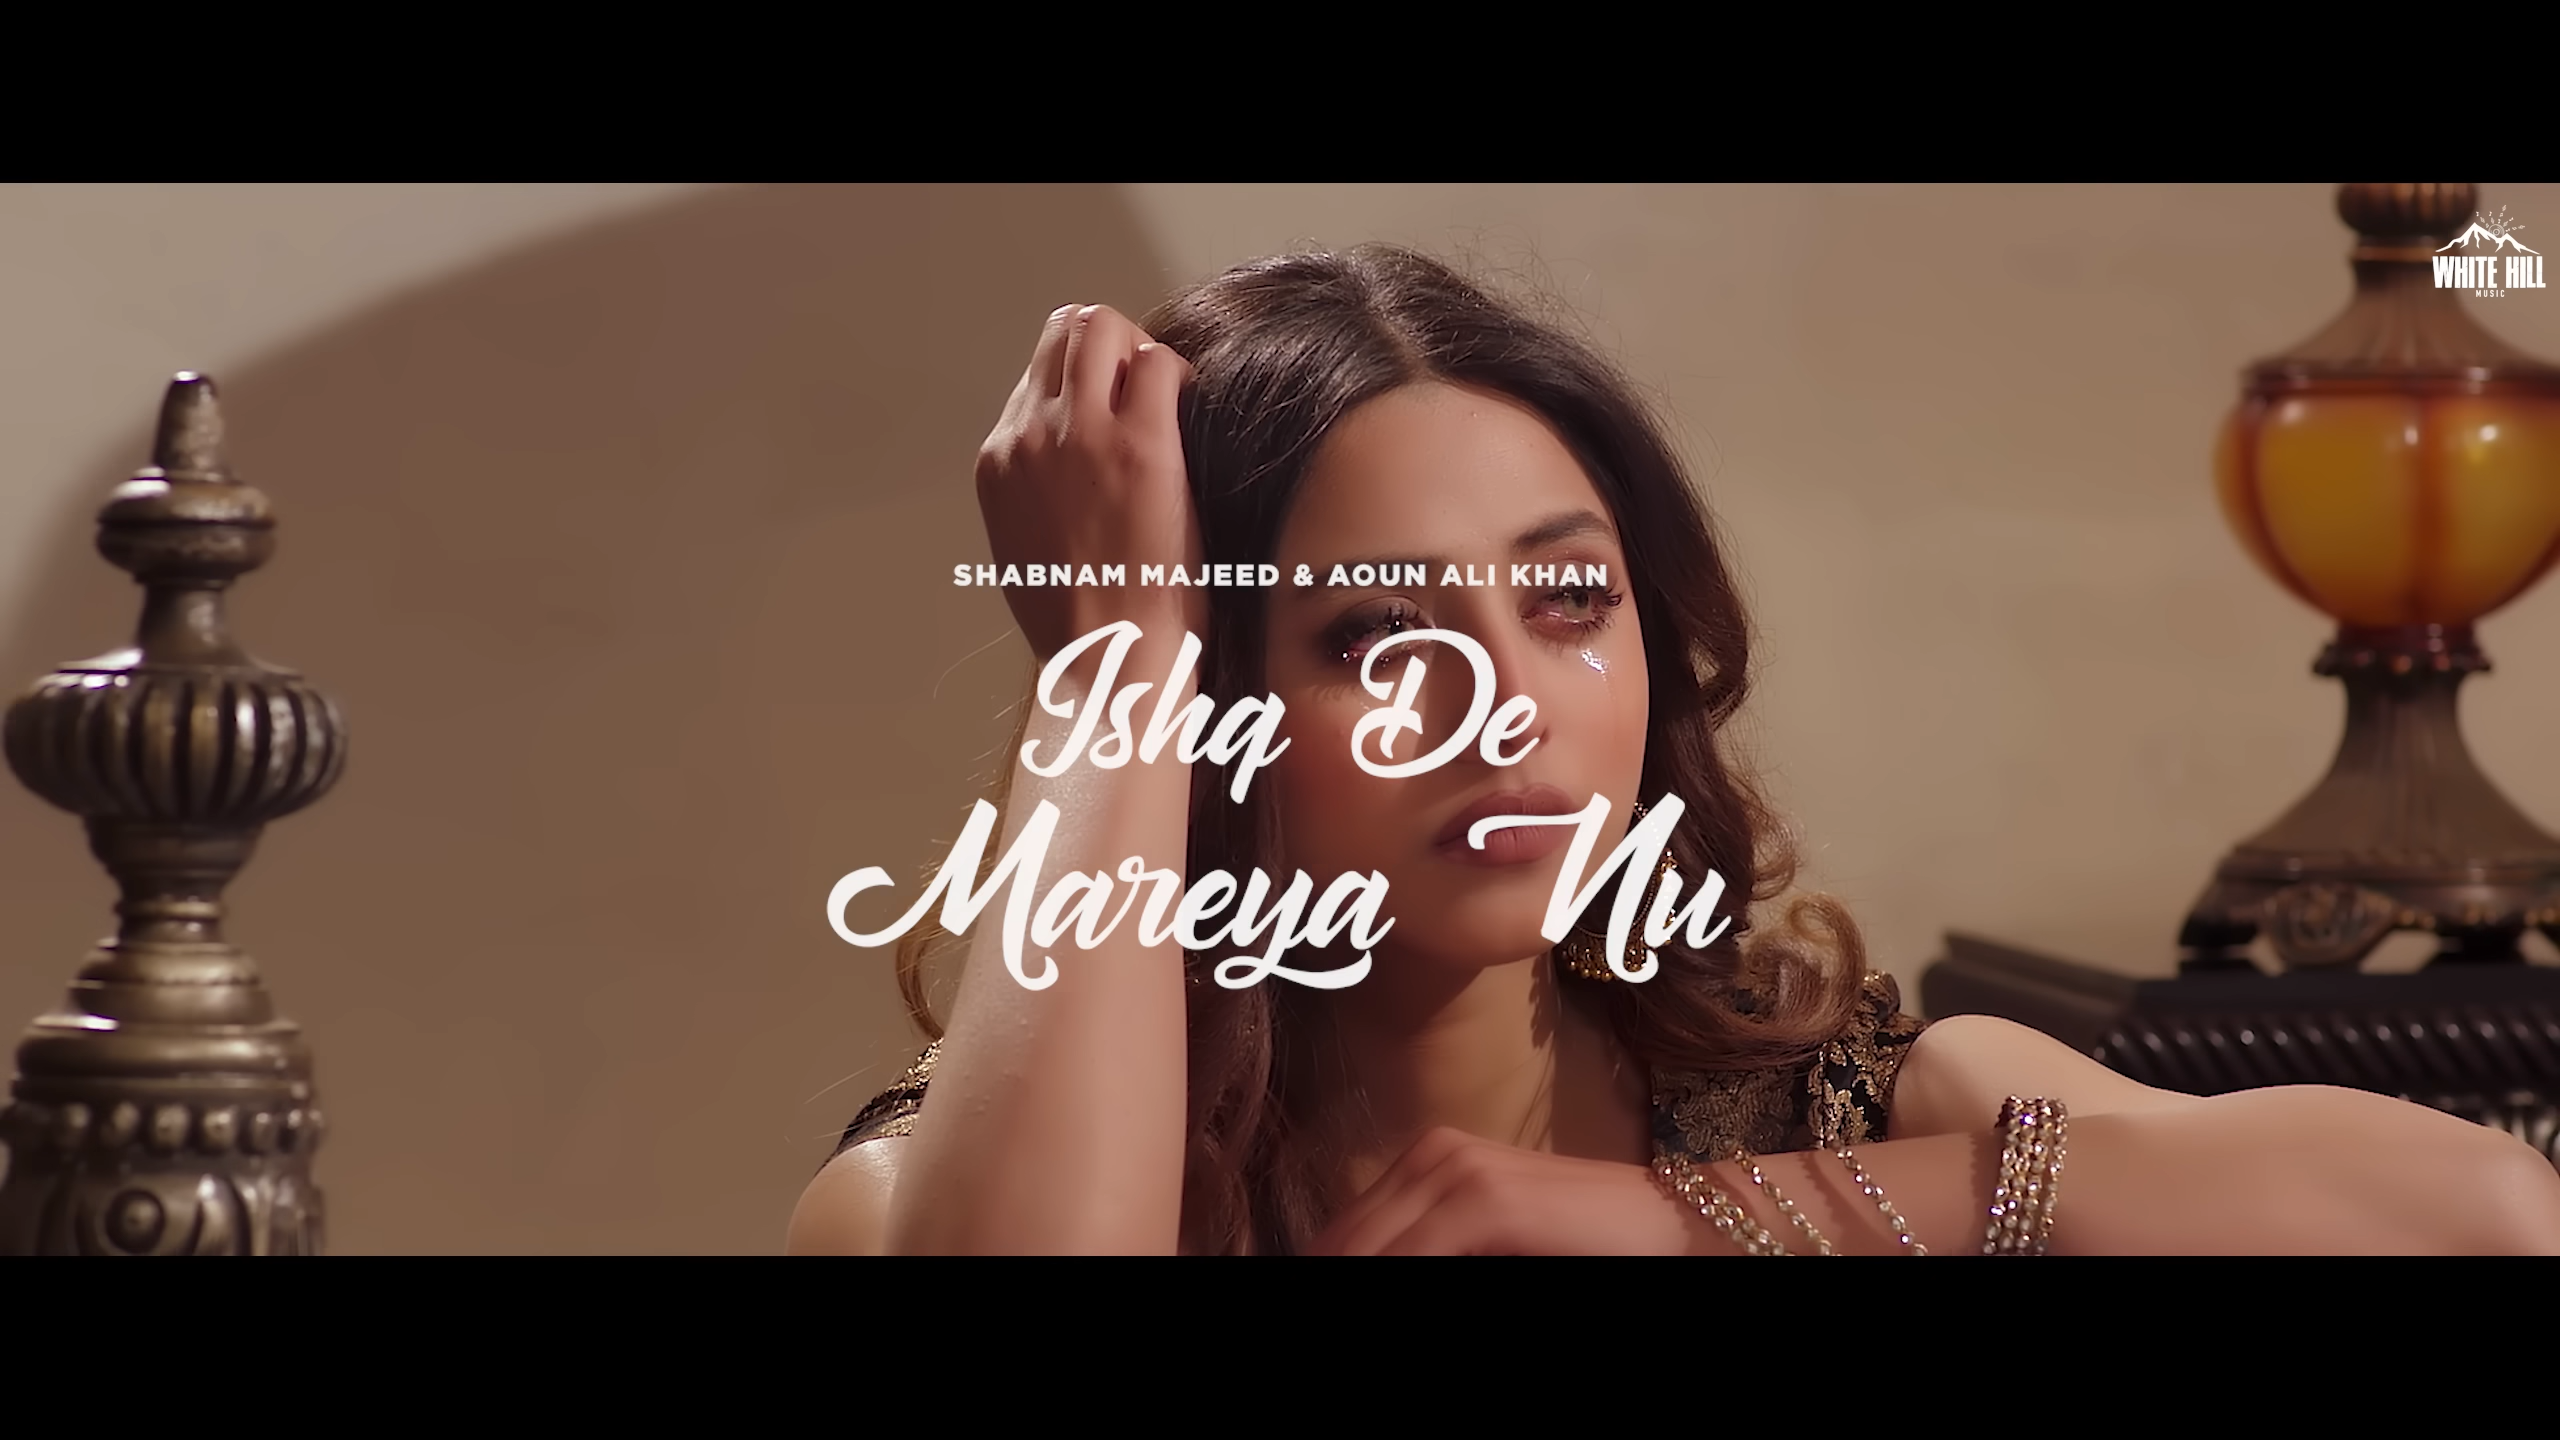 WHITE HILL
MUSIC
SHABNAM MAJEED & AOUN ALI KHAN
Ishq De
Mareya Nu